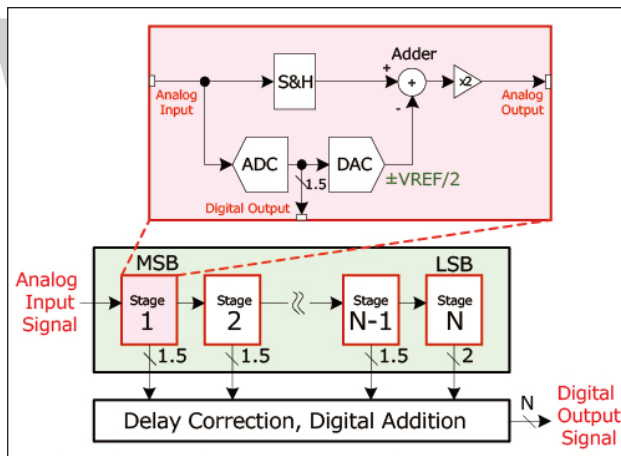 Adder
S&H
+
+
-
x2
Analog
Input
Analog
Output
ADC
DAC
1.5
±VREF/2
Digital Output
MSB
LSB
Analog
Input
Signal
Stage
1
Stage
2
Stage
N-1
Stage
N
1.5
1.5
1.5
2
Delay Correction, Digital Addition
N
Digital
Output
Signal